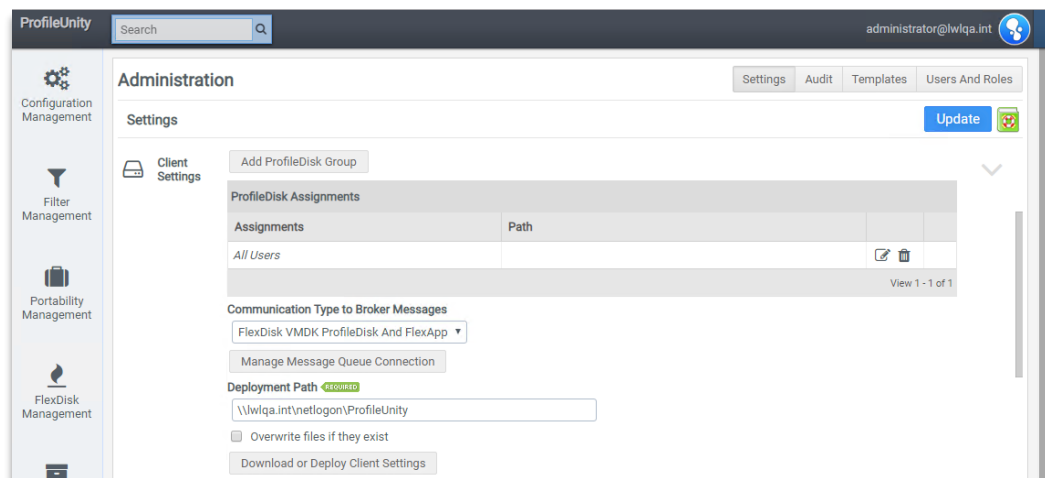 ProfileUnity
Search
administrator@lwlqa.int
Configuration
Management
Filter
Management
Portability
Management
FlexDisk
Management
Administration
Settings
Audit
Templates
Users And Roles
Settings
Update
Client
Settings
Add ProfileDisk Group
ProfileDisk Assignments
Assignments
Path
All Users
View 1 - 1 of 1
Communication Type to Broker Messages
FlexDisk VMDK ProfileDisk And FlexApp
Manage Message Queue Connection
Deployment Path REQUIRED
\\lwlqa.int\netlogon\ProfileUnity
Overwrite files if they exist
Download or Deploy Client Settings